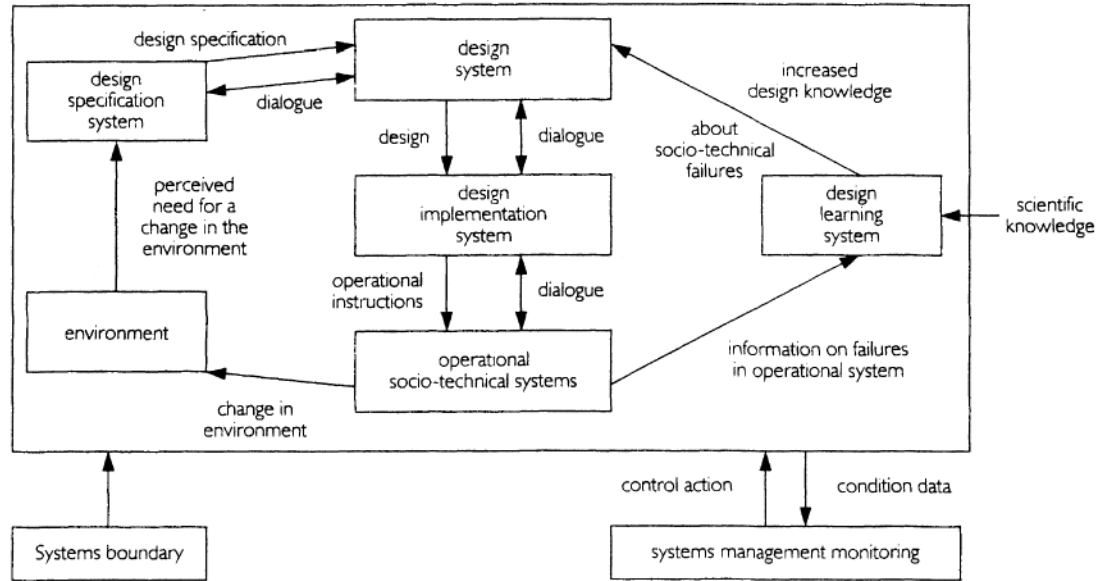 design specification
design
system
design
specification
system
dialogue
increased
design knowledge
about
socio-technical
failures
design
dialogue
perceived
need for a
change in the
environment
design
implementation
system
design
learning
system
scientific
knowledge
operational
instructions
dialogue
environment
operational
socio-technical systems
information on failures
in operational system
change in
environment
control action
condition data
Systems boundary
systems management monitoring